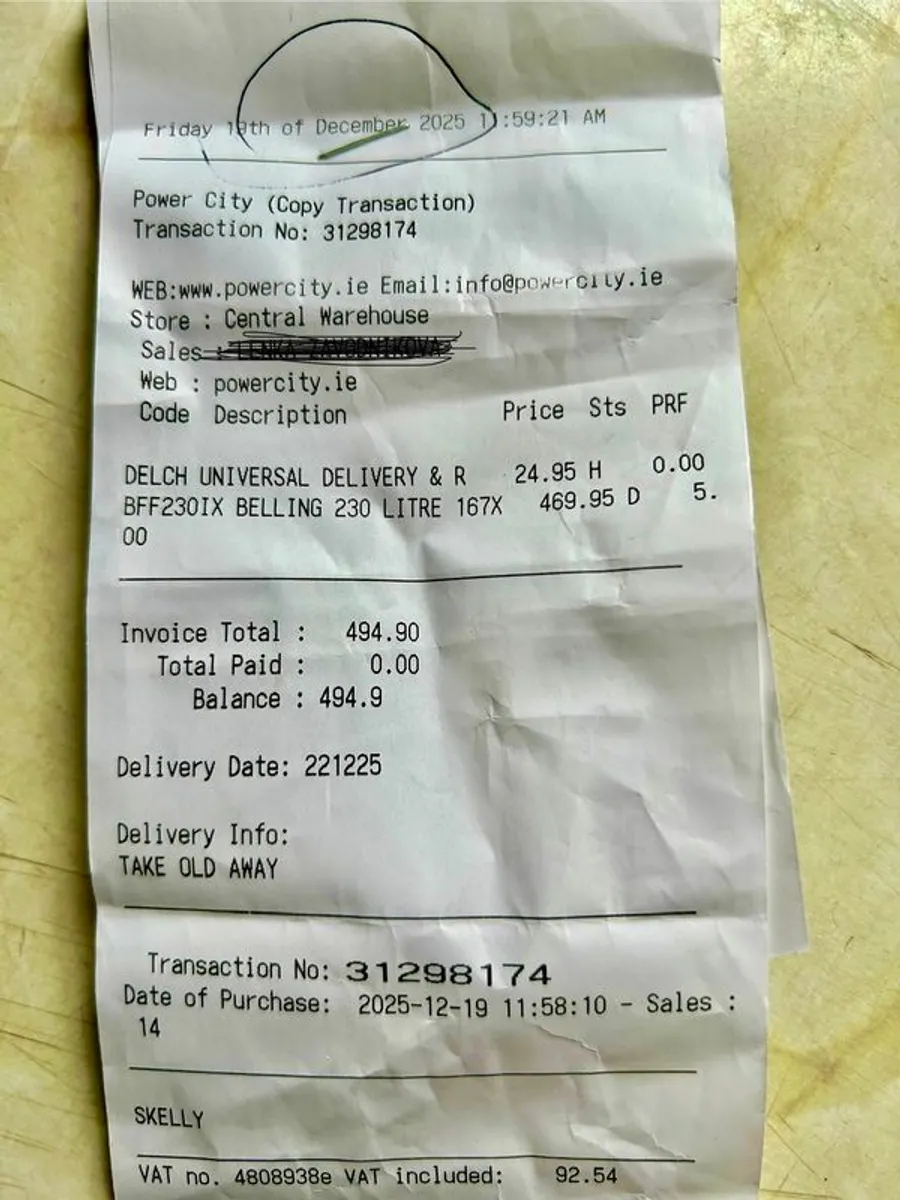 Friday 19th of December 2025 11:59:21 AM
Power City (Copy Transaction)
Transaction No: 31298174
WEB:www.powercity.ie Email:info@powercity.ie
Store : Central Warehouse
Sales :
Web : powercity.ie
Code Description Price Sts PRF
DELCH UNIVERSAL DELIVERY & R 24.95 H 0.00
BFF230IX BELLING 230 LITRE 167X 469.95 D 5.
00
Invoice Total : 494.90
Total Paid : 0.00
Balance : 494.9
Delivery Date: 221225
Delivery Info:
TAKE OLD AWAY
Transaction No: 31298174
Date of Purchase: 2025-12-19 11:58:10 - Sales :
14
SKELLY
VAT no. 4808938e VAT included: 92.54